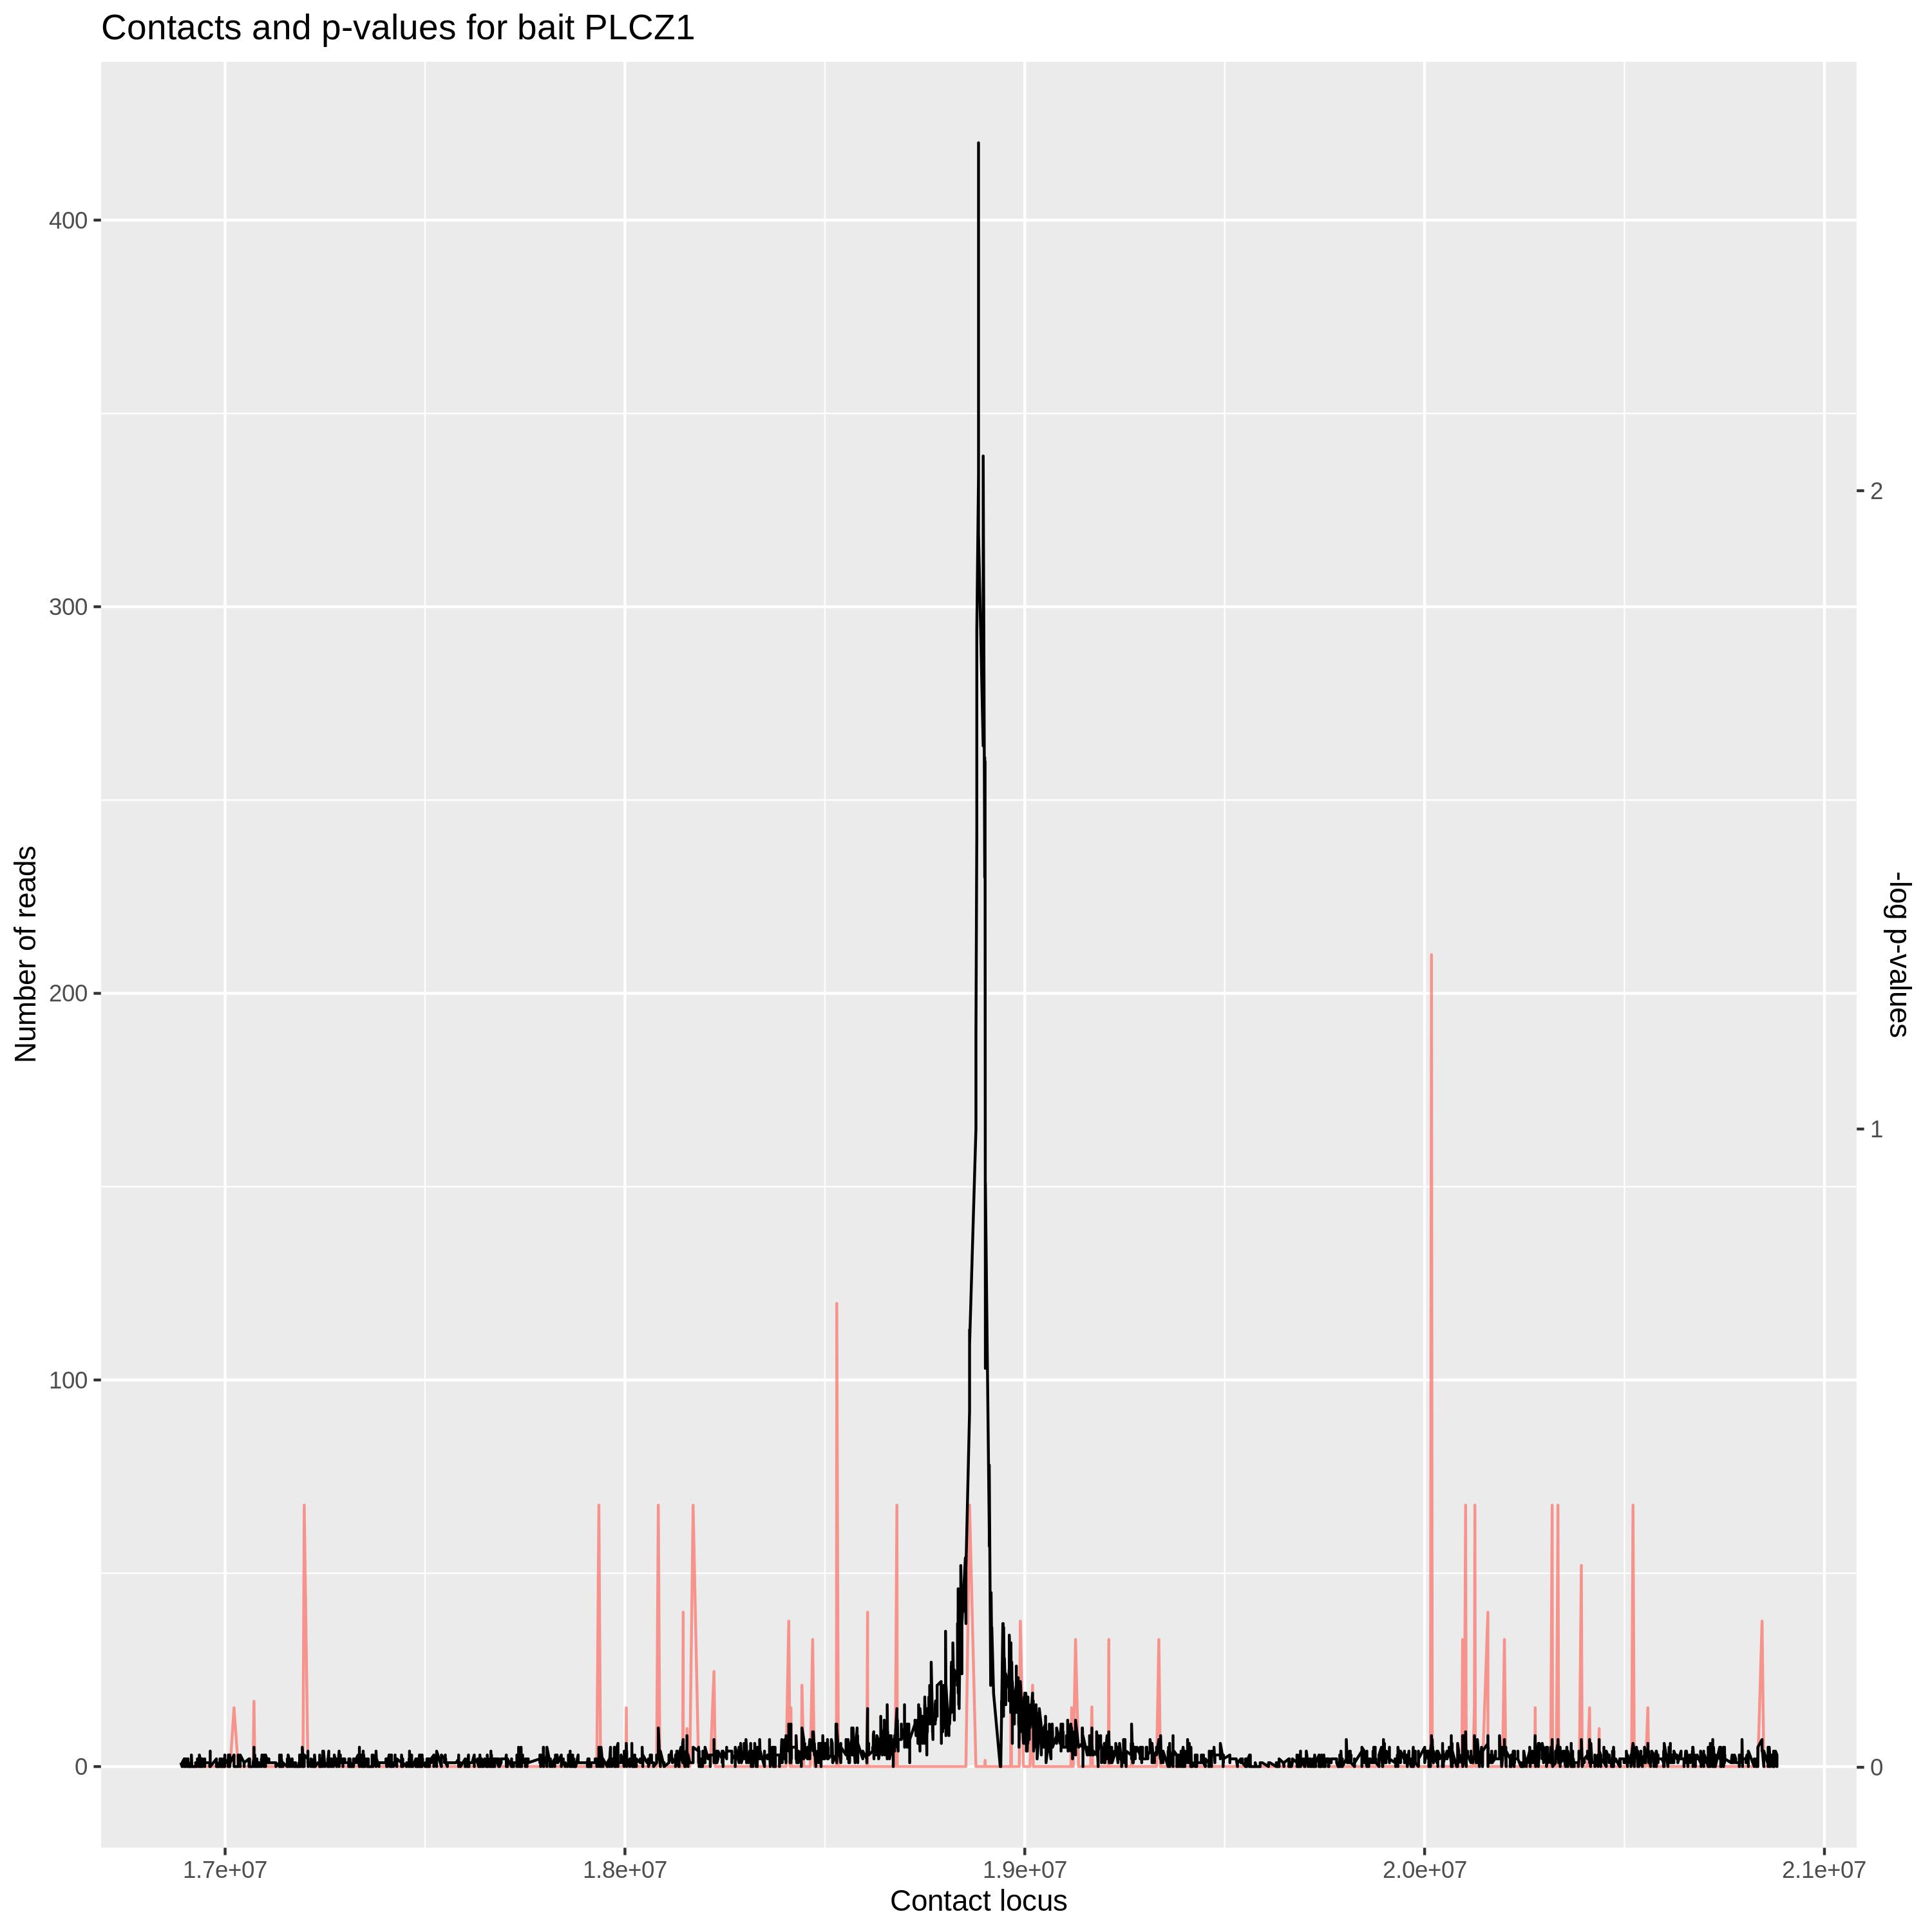 Contacts and p-values for bait PLCZ1
Number of reads
400
300
200
100
0
2
1
0
-log p-values
1.7e+07 1.8e+07 1.9e+07 2.0e+07 2.1e+07
Contact locus